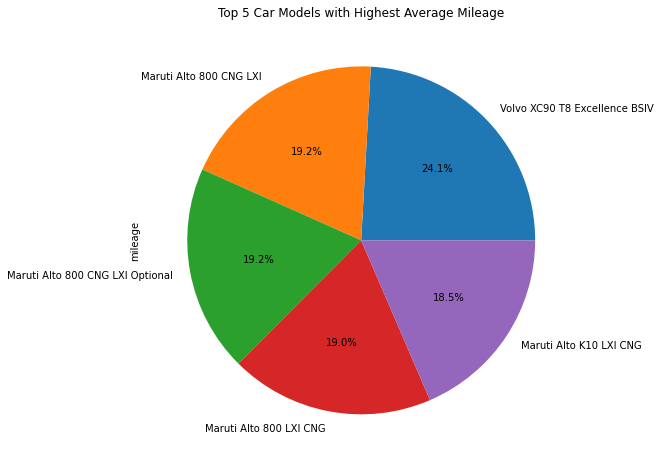 Top 5 Car Models with Highest Average Mileage
Maruti Alto 800 CNG LXI
Volvo XC90 T8 Excellence BSIV
19.2%
24.1%
mileage
19.2%
Maruti Alto 800 CNG LXI Optional
18.5%
19.0%
Maruti Alto K10 LXI CNG
Maruti Alto 800 LXI CNG